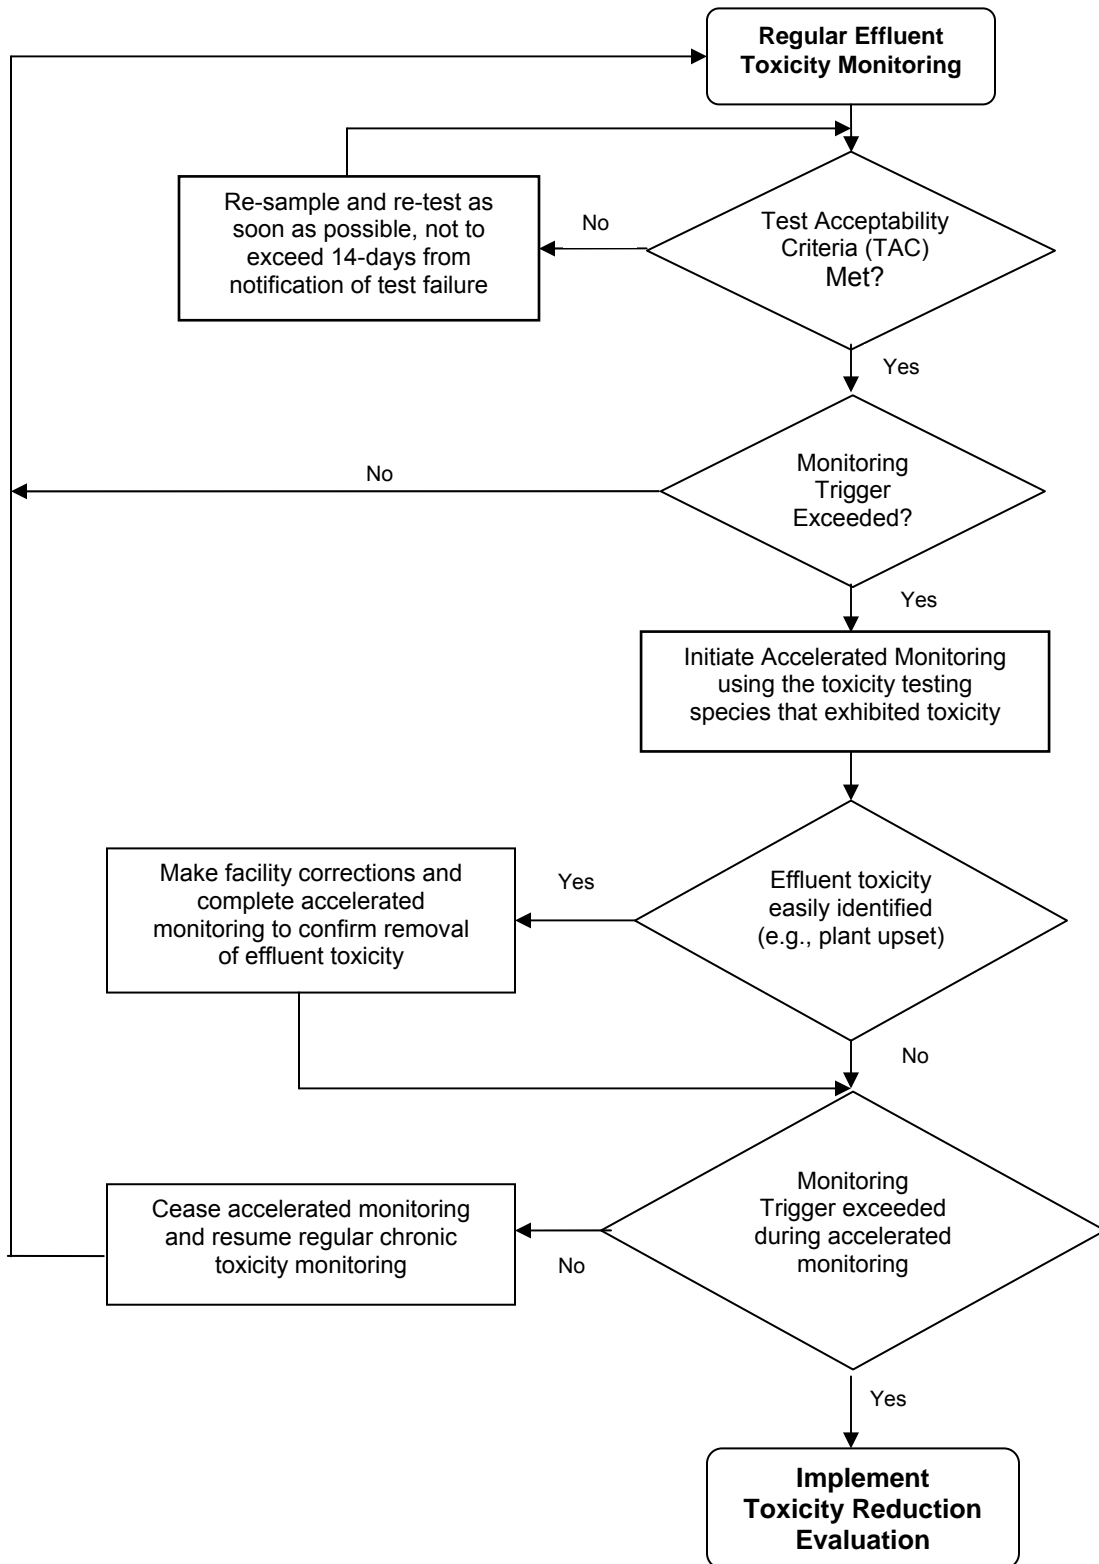 Regular Effluent
Toxicity Monitoring
Re-sample and re-test as
soon as possible, not to
exceed 14-days from
notification of test failure
No
Test Acceptability
Criteria (TAC)
Met?
Yes
No
Monitoring
Trigger
Exceeded?
Yes
Initiate Accelerated Monitoring
using the toxicity testing
species that exhibited toxicity
Make facility corrections and
complete accelerated
monitoring to confirm removal
of effluent toxicity
Yes
Effluent toxicity
easily identified
(e.g., plant upset)
No
Cease accelerated monitoring
and resume regular chronic
toxicity monitoring
No
Monitoring
Trigger exceeded
during accelerated
monitoring
Yes
Implement
Toxicity Reduction
Evaluation